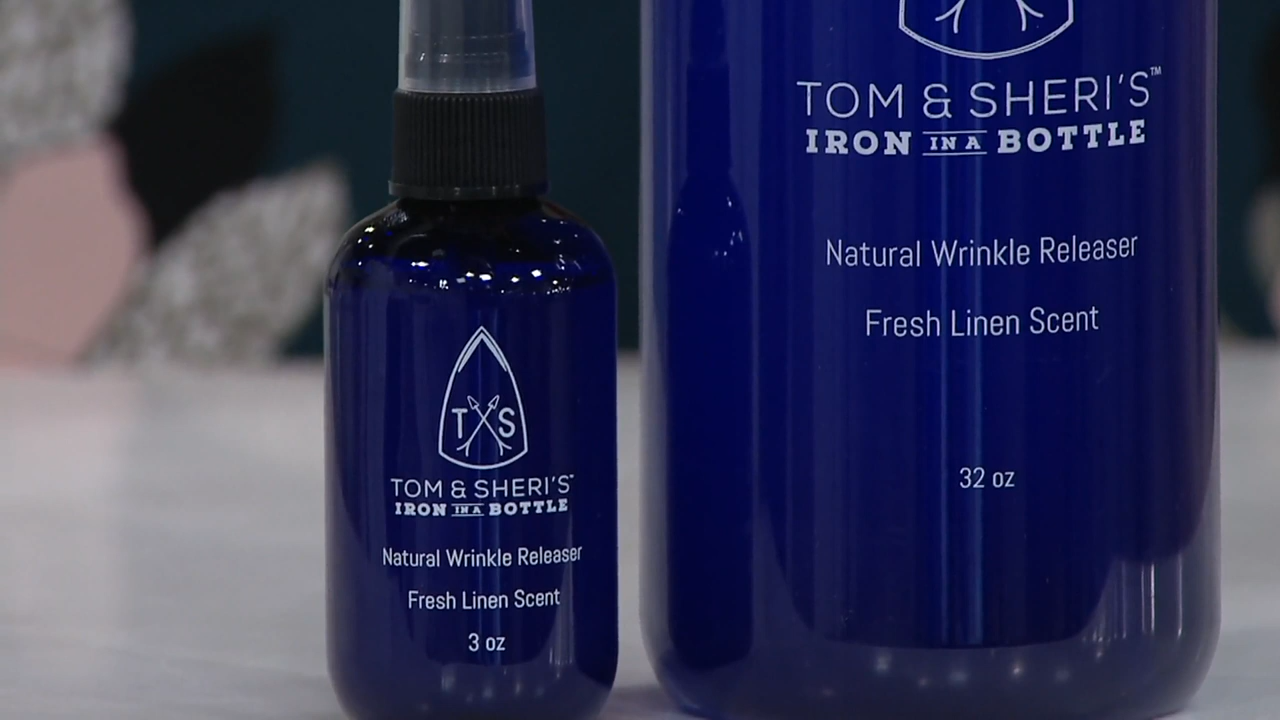 TOM & SHERI'S™
IRON IN A BOTTLE
Natural Wrinkle Releaser
Fresh Linen Scent
32 oz
T S
TOM & SHERI'S™
IRON IN A BOTTLE
Natural Wrinkle Releaser
Fresh Linen Scent
3 oz